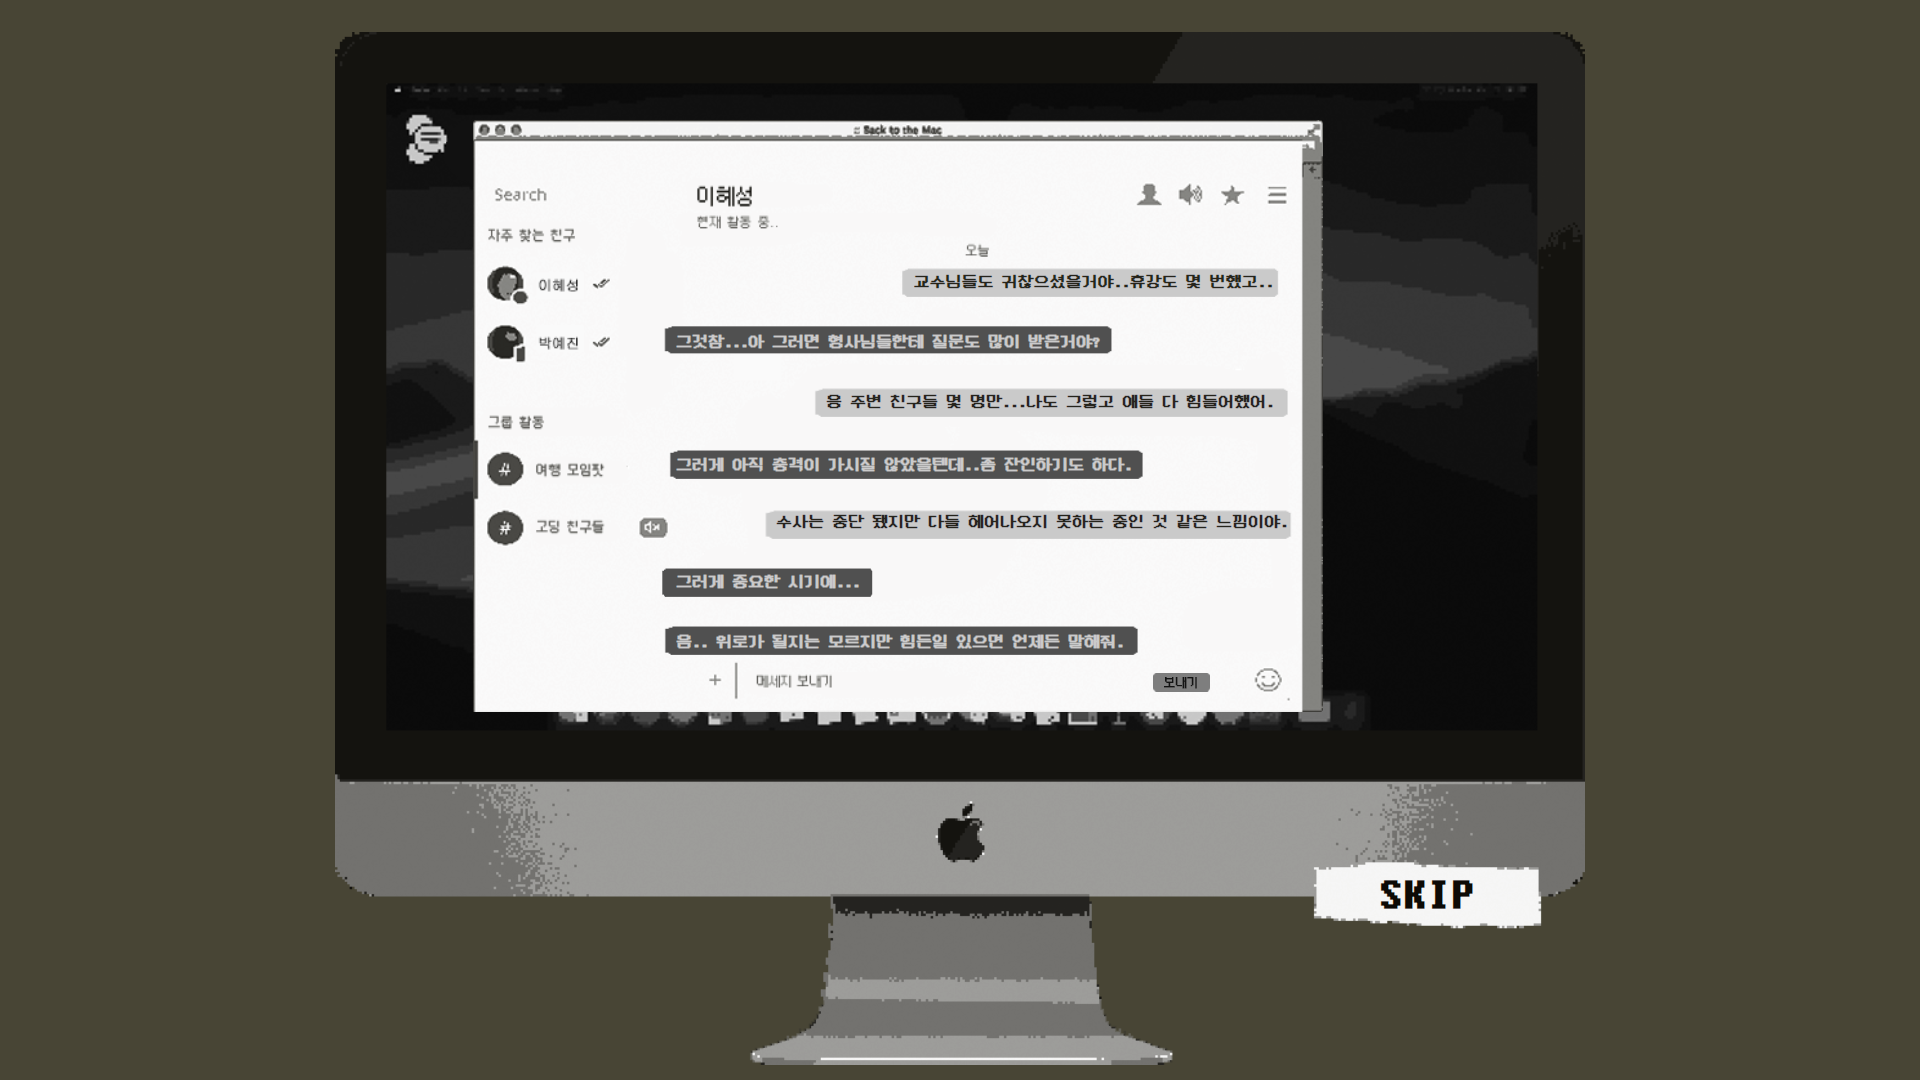 :: Back to the Mac
Search
자주 찾는 친구
이혜성
박예진
그룹 활동
# 여행 모임팟
# 고딩 친구들
이혜성
현재 활동 중..
오늘
교수님들도 귀찮으셨을거야..휴강도 몇 번했고..
그것참...아 그러면 형사님들한테 질문도 많이 받은거야?
응 주변 친구들 몇 명만...나도 그렇고 애들 다 힘들어했어.
그러게 아직 충격이 가시질 않았을텐데..좀 잔인하기도 하다.
수사는 중단 됐지만 다들 헤어나오지 못하는 중인 것 같은 느낌이야.
그러게 중요한 시기에...
음.. 위로가 될지는 모르지만 힘든일 있으면 언제든 말해줘.
+ 메세지 보내기
보내기
SKIP